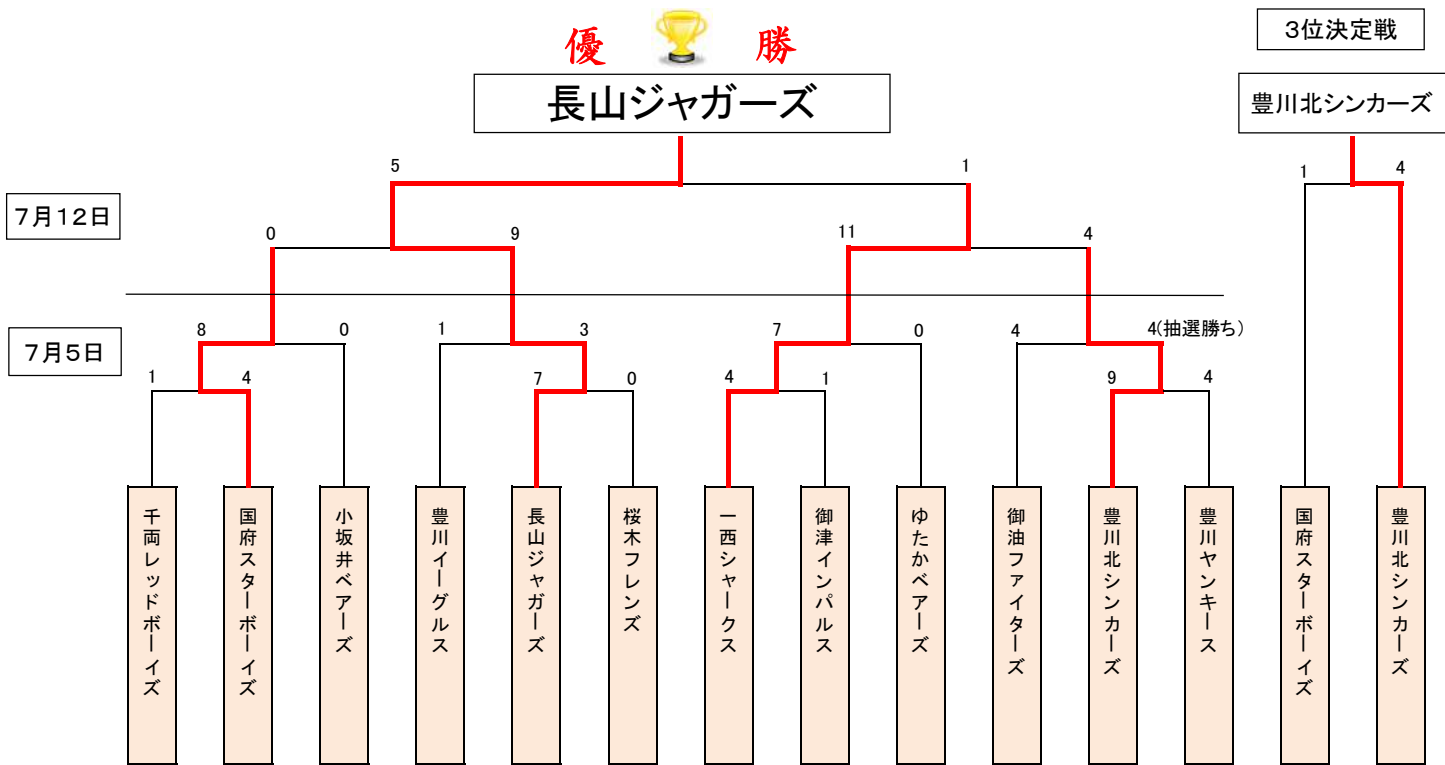 3位決定戦
優 勝
長山ジャガーズ
豊川北シンカーズ
5 1
1 4
7月12日
0 9 11 4
7月5日
8 0 1 3 7 0 4 4(抽選勝ち)
1 4 7 0 4 1 9 4
千両レッドボーイズ
国府スターボーイズ
小坂井ベアーズ
豊川イーグルス
長山ジャガーズ
桜木フレンズ
一西シャークス
御津インパルス
ゆたかベアーズ
御油ファイターズ
豊川北シンカーズ
豊川ヤンキース
国府スターボーイズ
豊川北シンカーズ